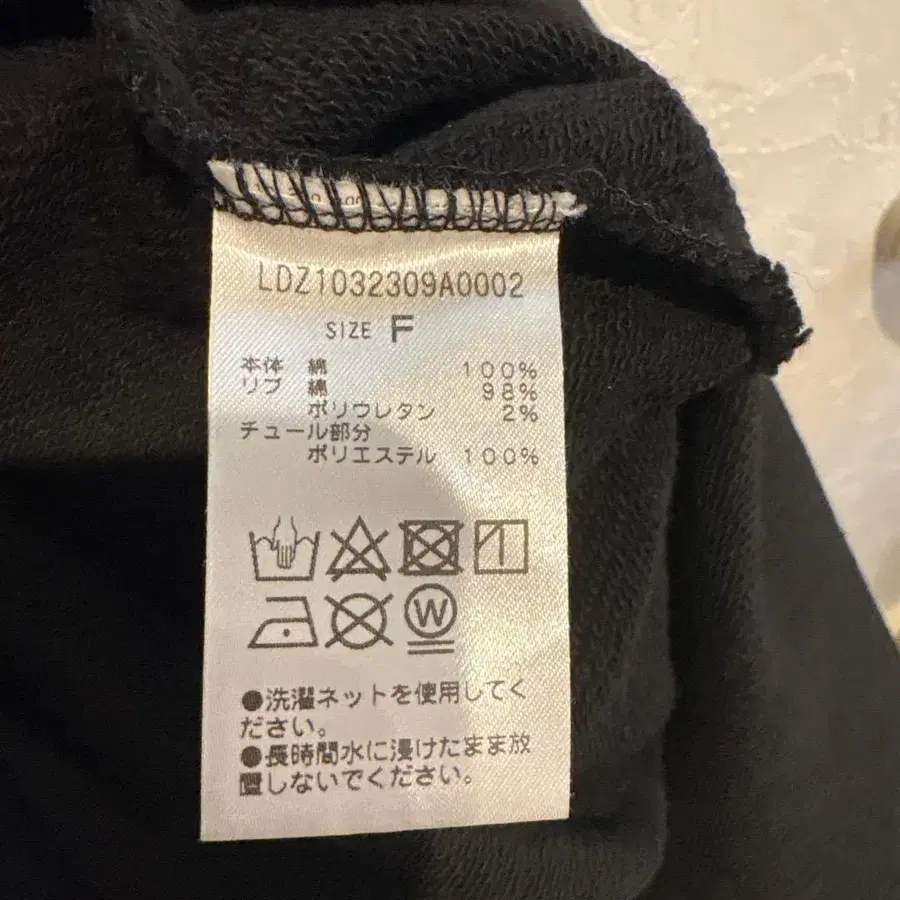 LDZ1032309A0002
SIZE F
本体 綿 100%
リブ 綿 98%
ポリウレタン 2%
チュール部分
ポリエステル 100%
W
●洗濯ネットを使用してく
ださい。
●長時間水に浸けたまま放
置しないでください。